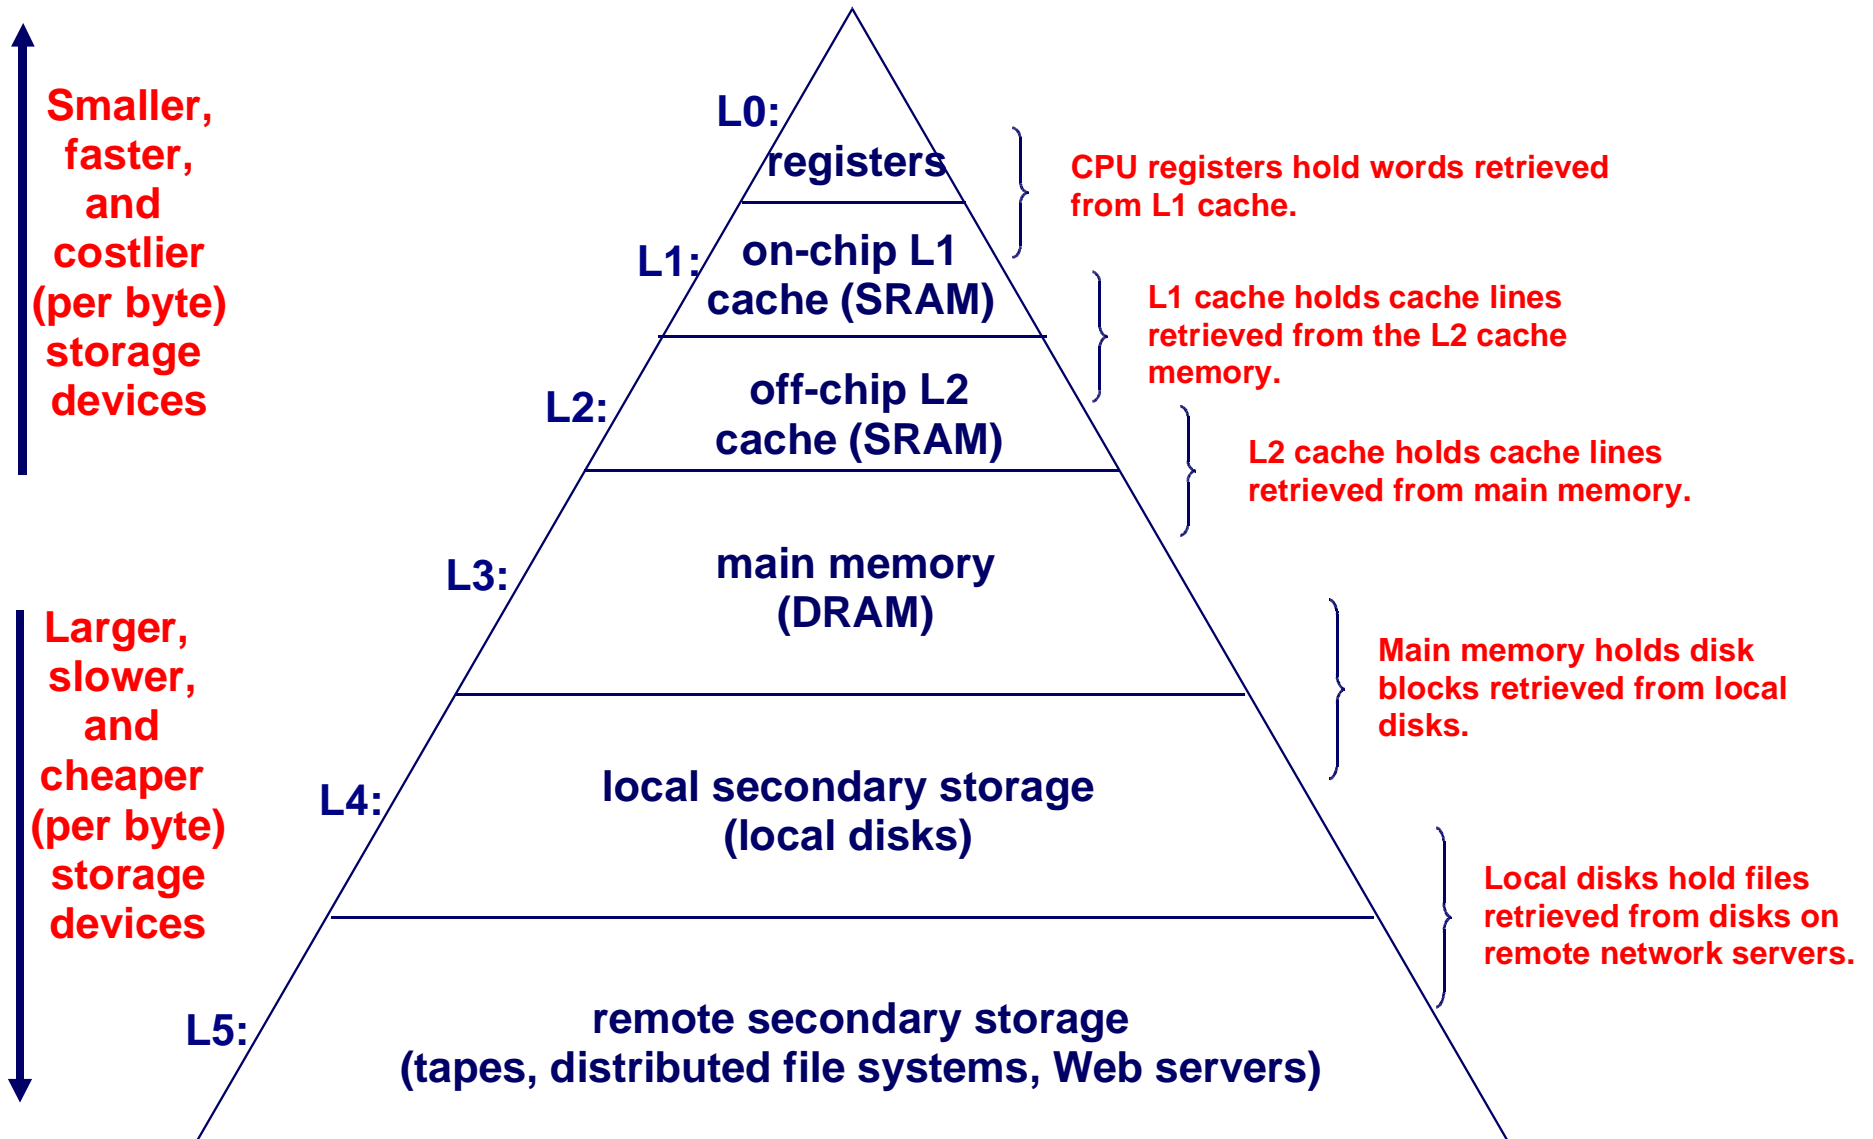 Smaller,
faster,
and
costlier
(per byte)
storage
devices
Larger,
slower,
and
cheaper
(per byte)
storage
devices
L0:
registers
CPU registers hold words retrieved
from L1 cache.
L1:
on-chip L1
cache (SRAM)
L1 cache holds cache lines
retrieved from the L2 cache
memory.
L2:
off-chip L2
cache (SRAM)
L2 cache holds cache lines
retrieved from main memory.
L3:
main memory
(DRAM)
Main memory holds disk
blocks retrieved from local
disks.
L4:
local secondary storage
(local disks)
Local disks hold files
retrieved from disks on
remote network servers.
L5:
remote secondary storage
(tapes, distributed file systems, Web servers)